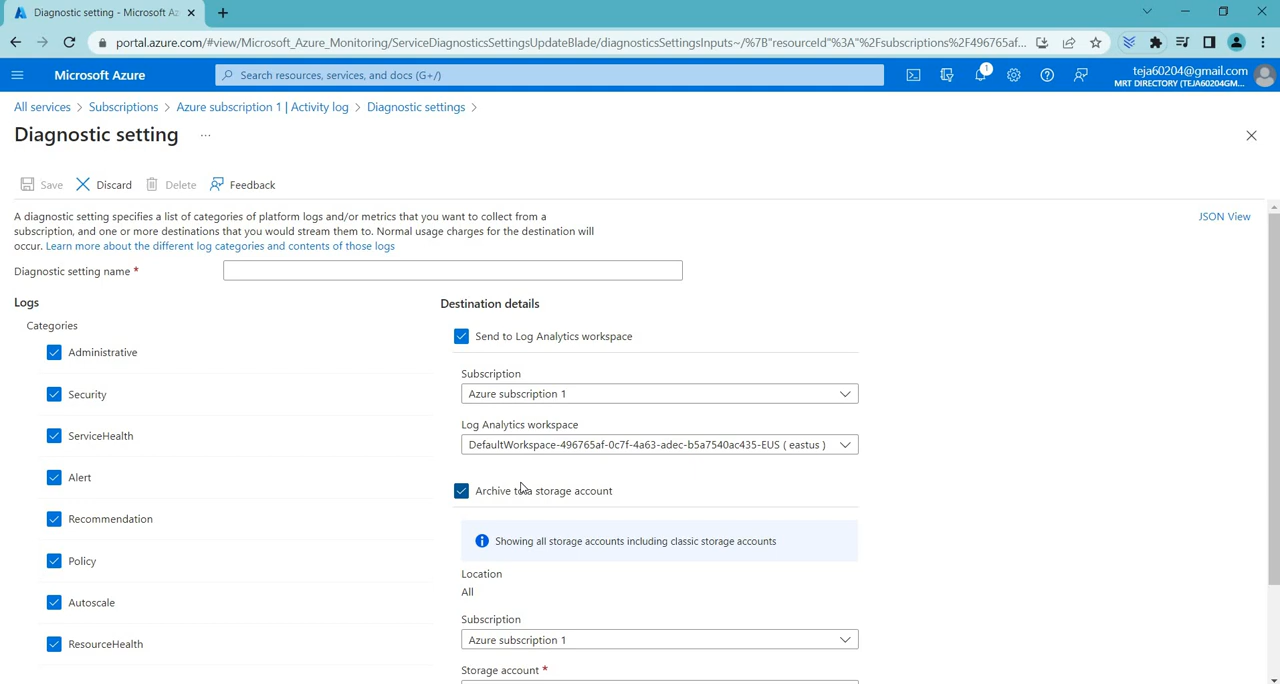 Diagnostic setting - Microsoft Az
portal.azure.com/#view/Microsoft_Azure_Monitoring/ServiceDiagnosticsSettingsUpdateBlade/diagnosticsSettingsInputs~/%7B"resourceId"%3A"%2Fsubscriptions%2F496765af...
Microsoft Azure
Search resources, services, and docs (G+/)
1
teja60204@gmail.com
MRT DIRECTORY (TEJA60204GM...
All services > Subscriptions > Azure subscription 1 | Activity log > Diagnostic settings >
Diagnostic setting ...
Save
Discard
Delete
Feedback
A diagnostic setting specifies a list of categories of platform logs and/or metrics that you want to collect from a
subscription, and one or more destinations that you would stream them to. Normal usage charges for the destination will
occur. Learn more about the different log categories and contents of those logs
JSON View
Diagnostic setting name *
Logs
Categories
Administrative
Security
ServiceHealth
Alert
Recommendation
Policy
Autoscale
ResourceHealth
Destination details
Send to Log Analytics workspace
Subscription
Azure subscription 1
Log Analytics workspace
DefaultWorkspace-496765af-0c7f-4a63-adec-b5a7540ac435-EUS ( eastus )
Archive to a storage account
Showing all storage accounts including classic storage accounts
Location
All
Subscription
Azure subscription 1
Storage account *